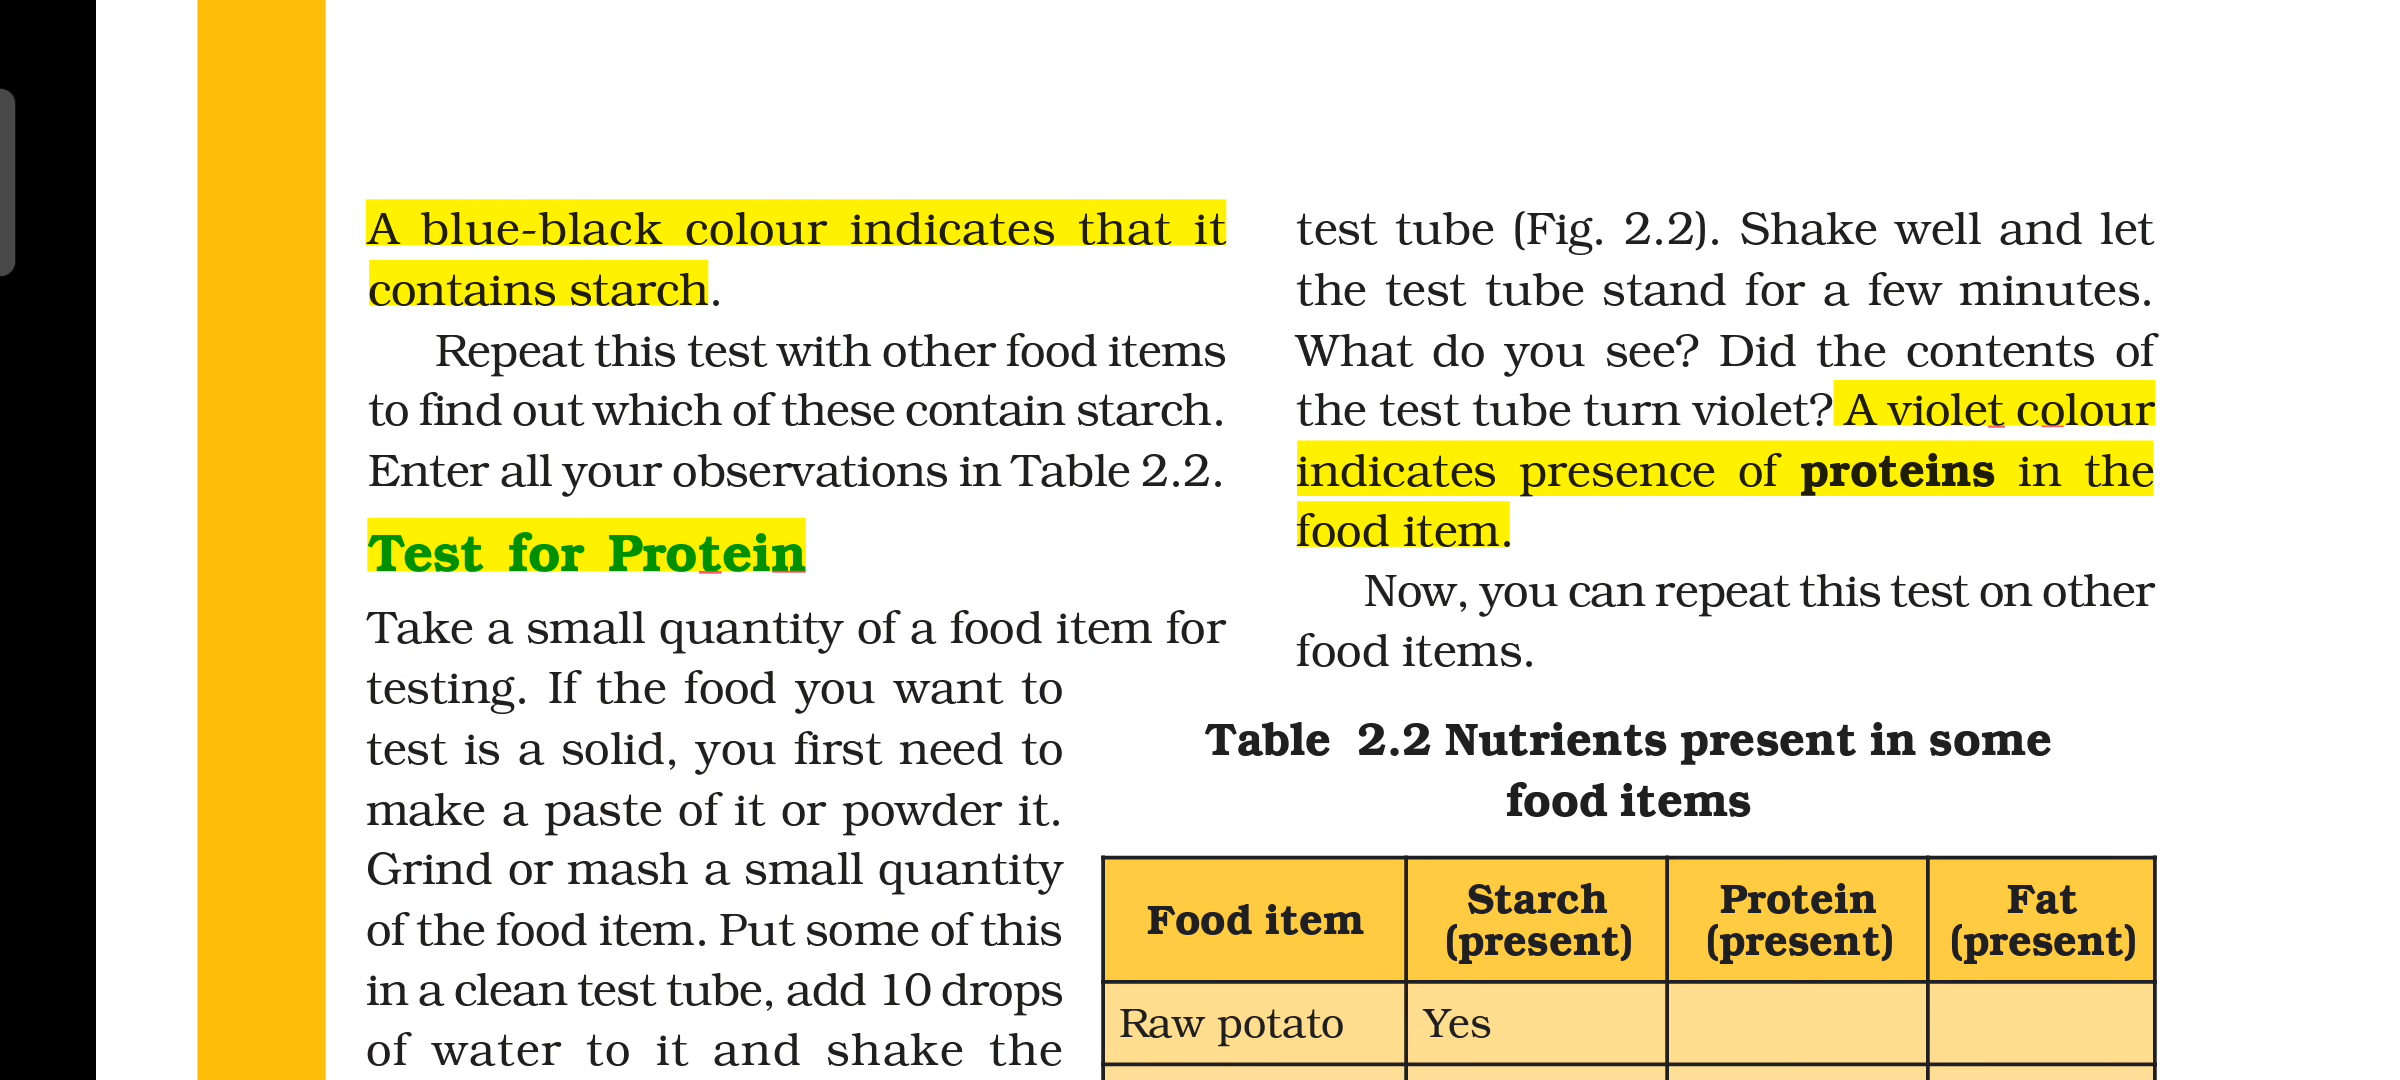 A blue-black colour indicates that it
contains starch.
Repeat this test with other food items
to find out which of these contain starch.
Enter all your observations in Table 2.2.
Test for Protein
Take a small quantity of a food item for
testing. If the food you want to
test is a solid, you first need to
make a paste of it or powder it.
Grind or mash a small quantity
of the food item. Put some of this
in a clean test tube, add 10 drops
of water to it and shake the
test tube (Fig. 2.2). Shake well and let
the test tube stand for a few minutes.
What do you see? Did the contents of
the test tube turn violet? A violet colour
indicates presence of proteins in the
food item.
Now, you can repeat this test on other
food items.
Table 2.2 Nutrients present in some
food items
Food item
Starch
(present)
Protein
(present)
Fat
(present)
Raw potato
Yes